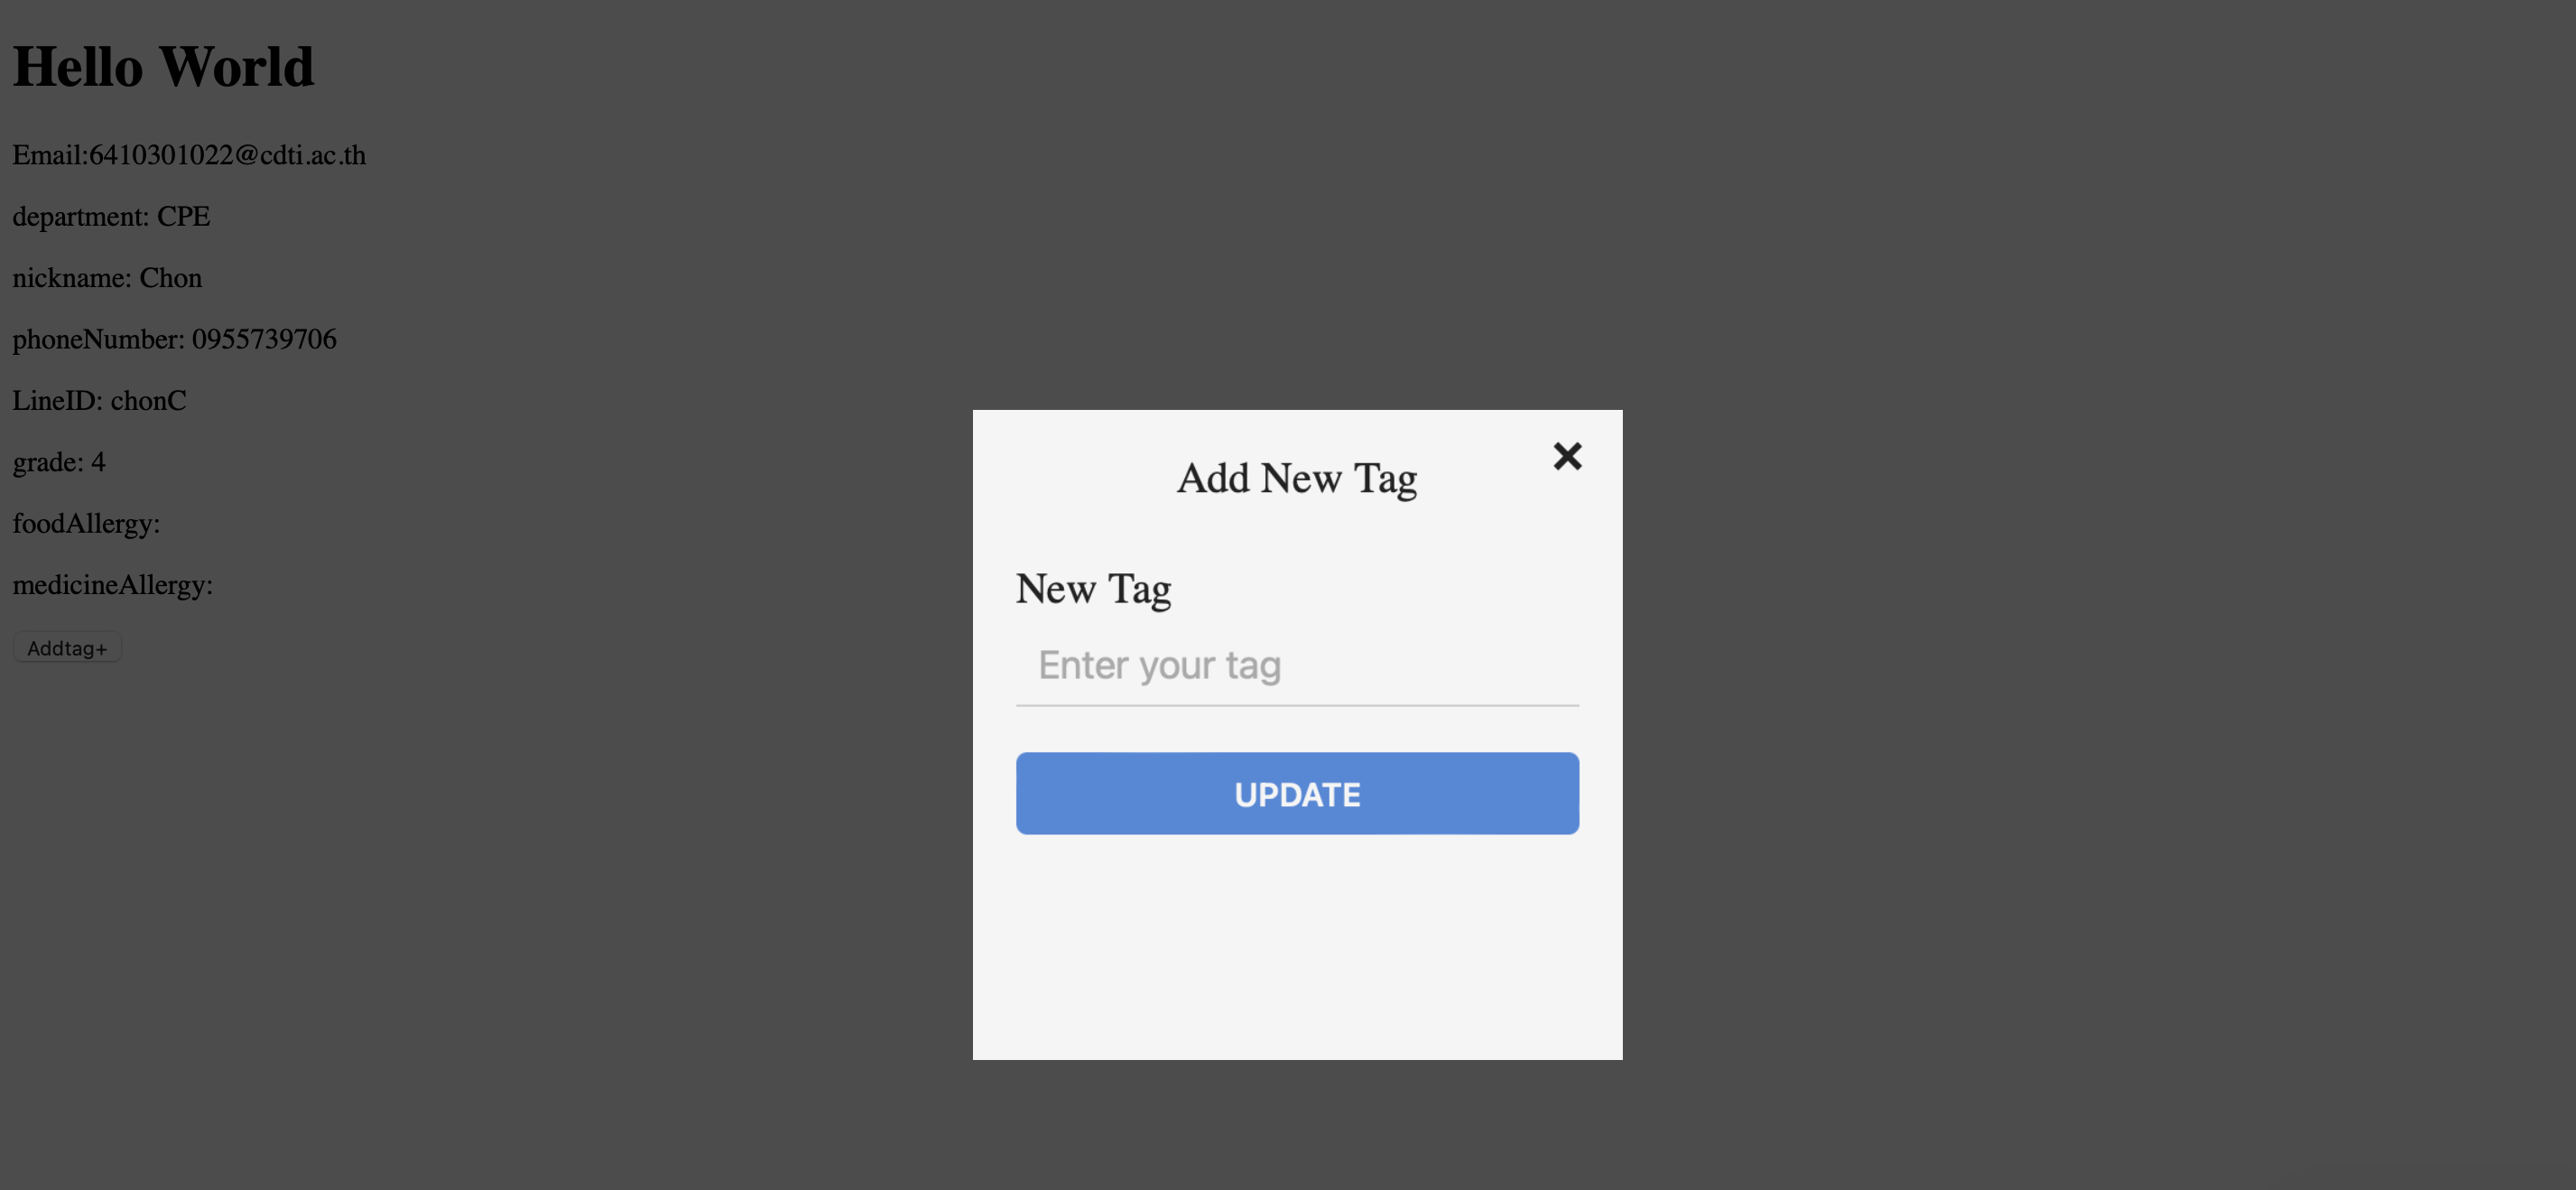 Hello World
Email:6410301022@cdti.ac.th
department: CPE
nickname: Chon
phoneNumber: 0955739706
LineID: chonC
grade: 4
foodAllergy:
medicineAllergy:
Addtag+
Add New Tag
New Tag
Enter your tag
UPDATE